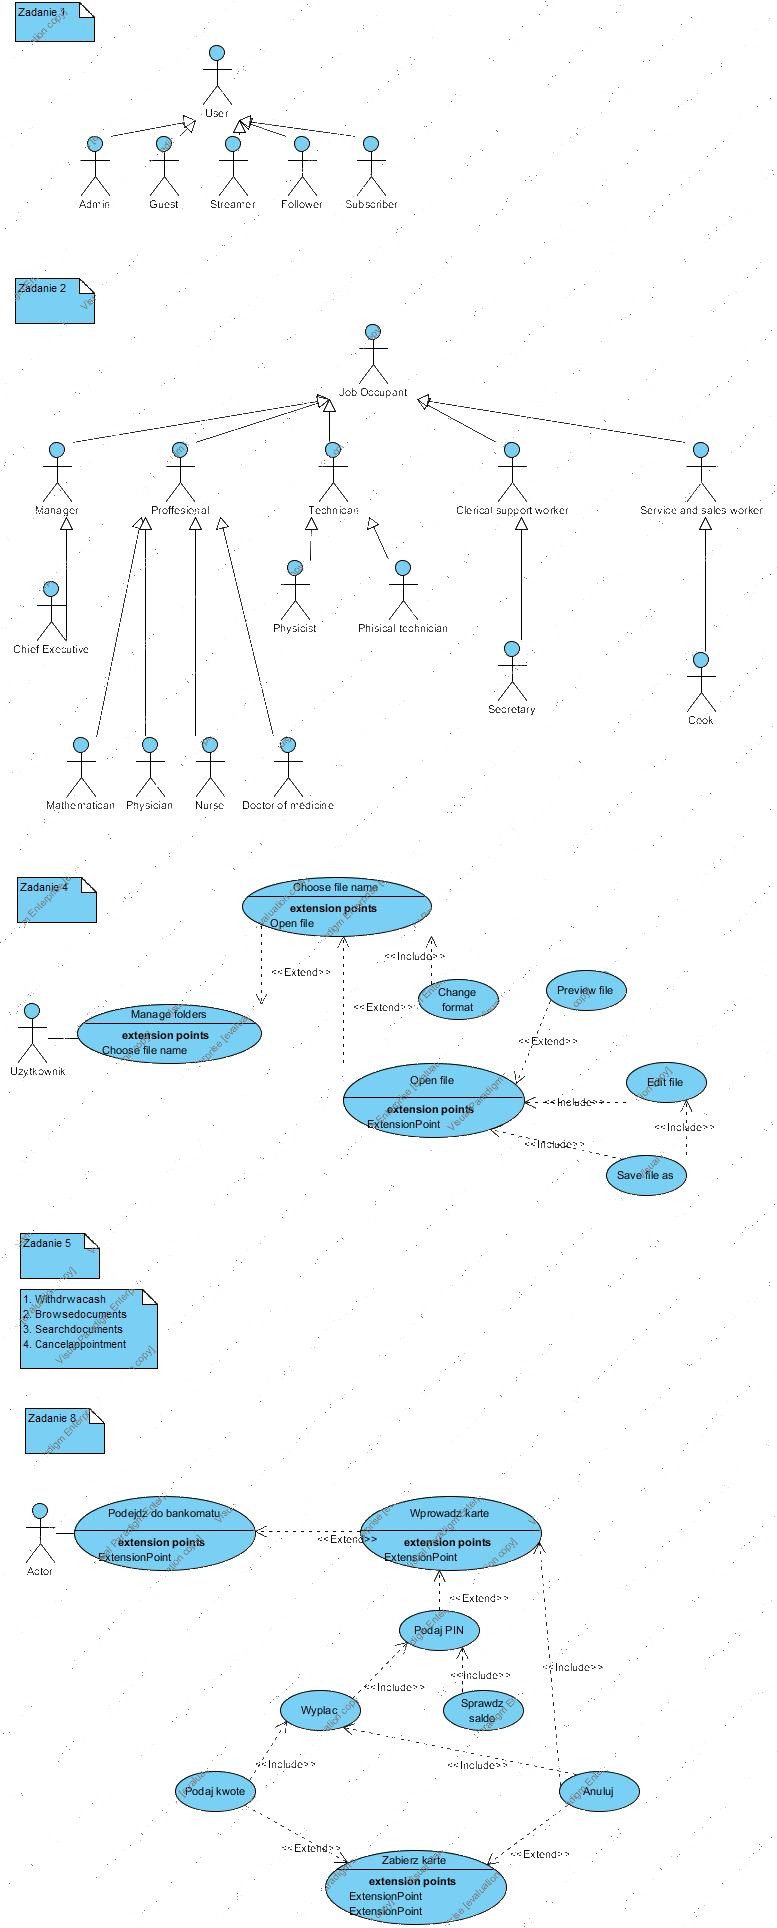 Zadanie 1
User
Admin
Guest
Streamer
Follower
Subscriber
Zadanie 2
Job Occupant
Manager
Proffesional
Technican
Clerical support worker
Service and sales worker
Physicist
Phisical technician
Chief Executive
Secretary
Cook
Mathematican
Physician
Nurse
Doctor of medicine
Zadanie 4
Choose file name
extension points
Open file
<<Include>>
<<Extend>>
Change
format
Preview file
<<Extend>>
Manage folders
extension points
Choose file name
Uzytkownik
<<Extend>>
Open file
extension points
ExtensionPoint
Edit file
<<Include>>
<<Include>>
<<Include>>
Save file as
Zadanie 5
1. Withdrwacash
2. Browsedocuments
3. Searchdocuments
4. Cancelappointment
Zadanie 8
Podejdz do bankomatu
extension points
ExtensionPoint
Actor
<<Extend>>
Wprowadz karte
extension points
ExtensionPoint
<<Extend>>
Podaj PIN
<<Include>>
<<Include>>
<<Include>>
Wyplac
Sprawdz
saldo
<<Include>>
<<Include>>
Podaj kwote
Anuluj
<<Extend>>
<<Extend>>
Zabierz karte
extension points
ExtensionPoint
ExtensionPoint